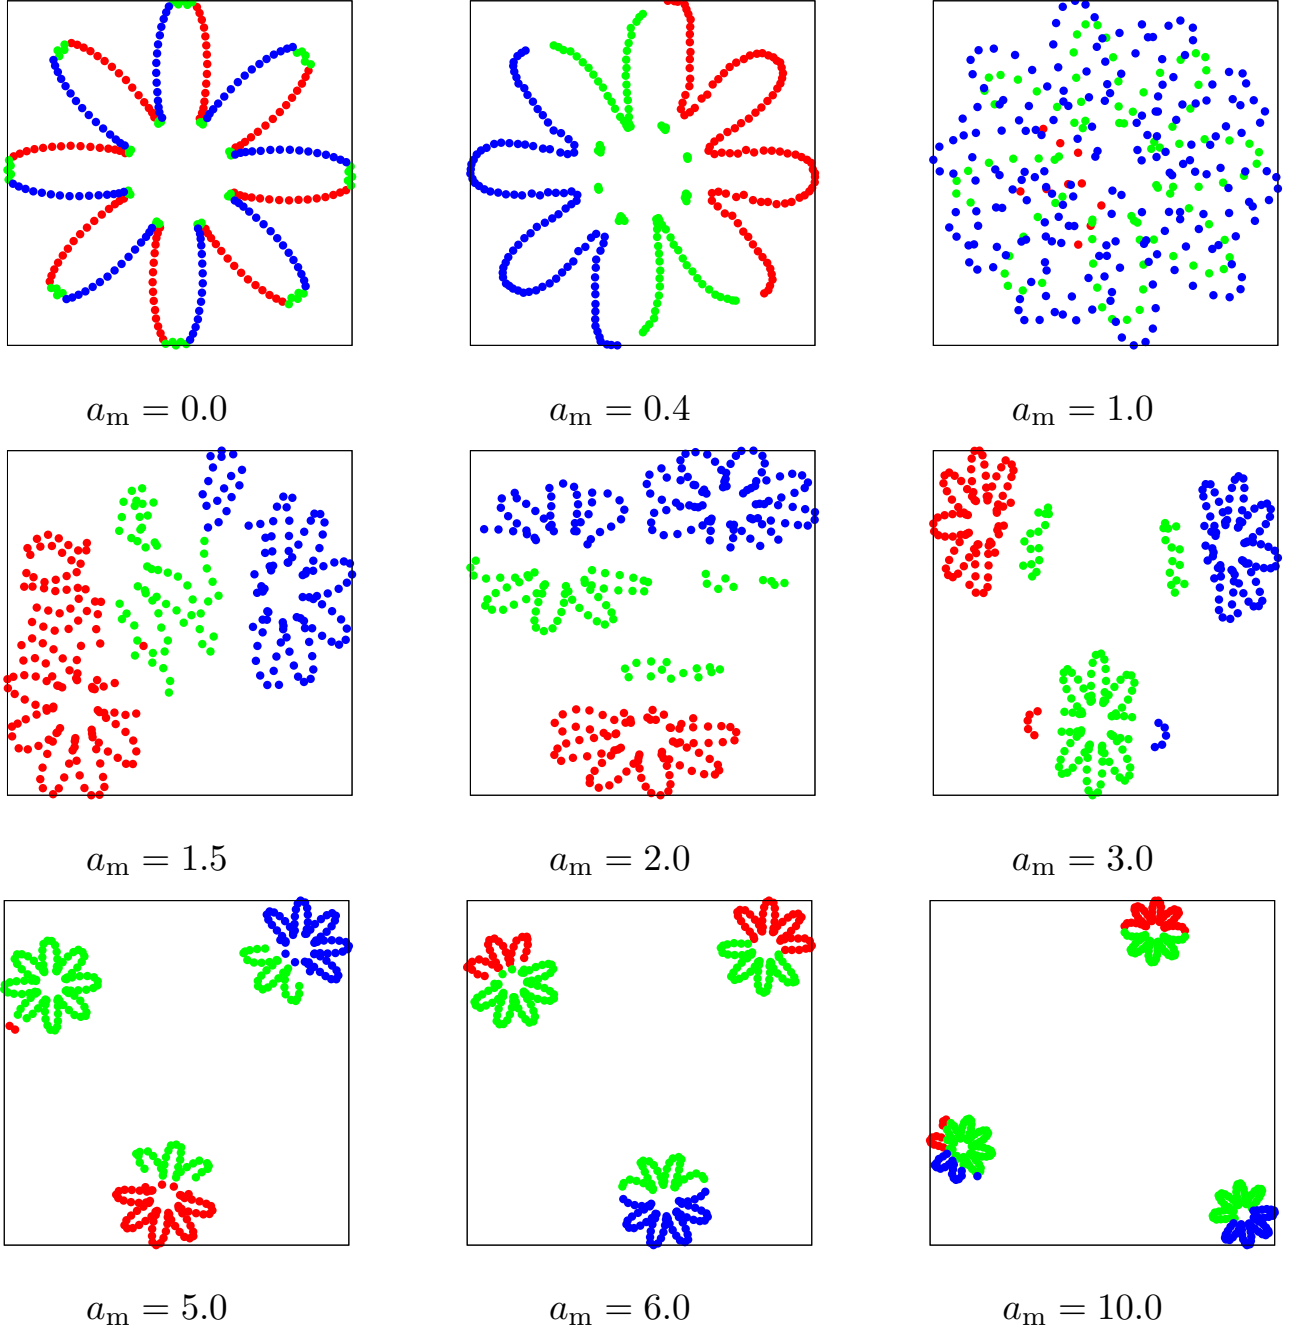 a_m = 0.0
a_m = 0.4
a_m = 1.0
a_m = 1.5
a_m = 2.0
a_m = 3.0
a_m = 5.0
a_m = 6.0
a_m = 10.0